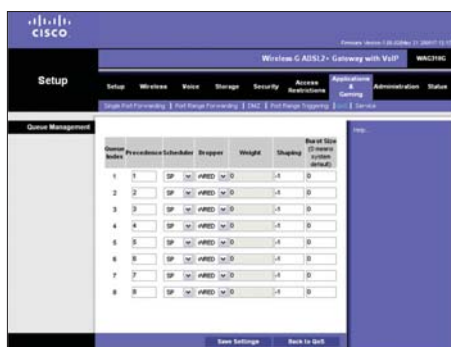 CISCO
Wireless-G ADSL2+ Gateway with VoIP WAG310G
Setup
Setup Wireless Voice Storage Security Access Restrictions Applications & Gaming Administration Status
Single Port Forwarding | Port Range Forwarding | DMZ | Port Range Triggering | QoS |
Queue Management
Help...
Queue Index Precedence Scheduler Dropper Weight Shaping Burst Size (0 means system default)
1 1 SP WRED 0 -1 0
2 2 SP WRED 0 -1 0
3 3 SP WRED 0 -1 0
4 4 SP WRED 0 -1 0
5 5 SP WRED 0 -1 0
6 6 SP WRED 0 -1 0
7 7 SP WRED 0 -1 0
8 8 SP WRED 0 -1 0
Save Settings Back to QoS